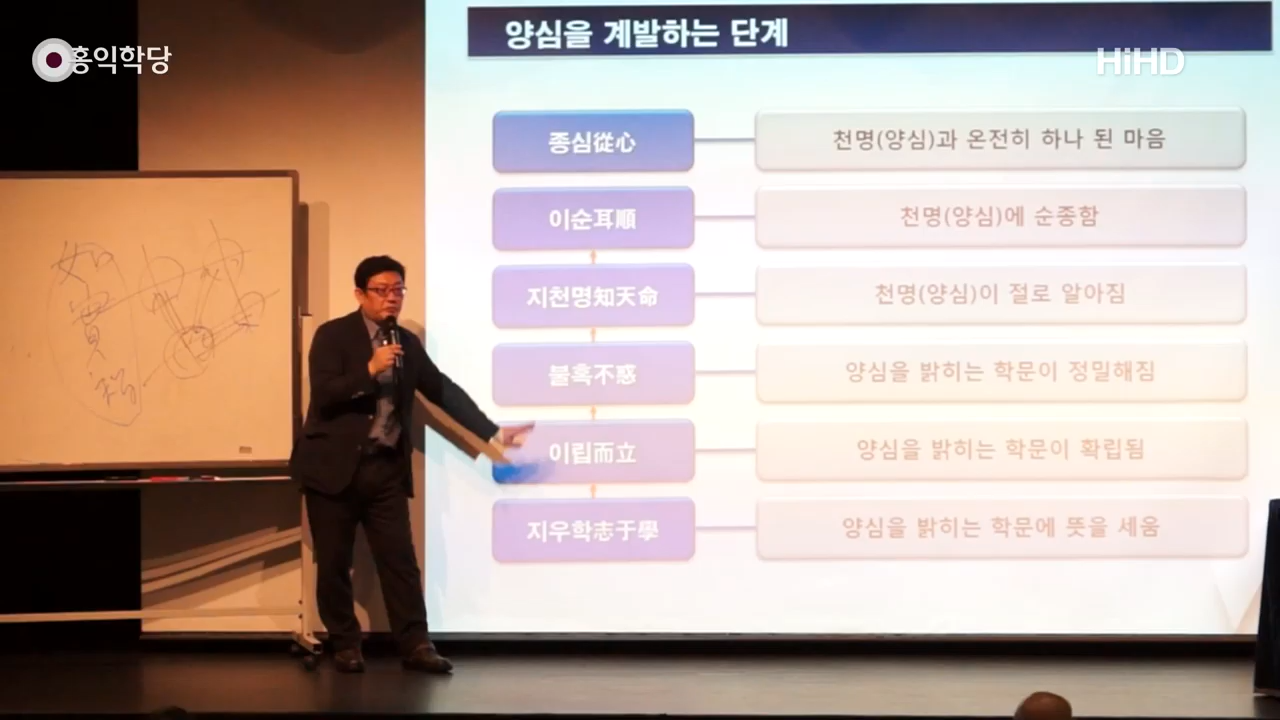 홍익학당
HiHD
양심을 계발하는 단계
종심從心
천명(양심)과 온전히 하나 된 마음
이순耳順
천명(양심)에 순종함
지천명知天命
천명(양심)이 절로 알아짐
불혹不惑
양심을 밝히는 학문이 정밀해짐
이립而立
양심을 밝히는 학문이 확립됨
지우학志于學
양심을 밝히는 학문에 뜻을 세움
如
實